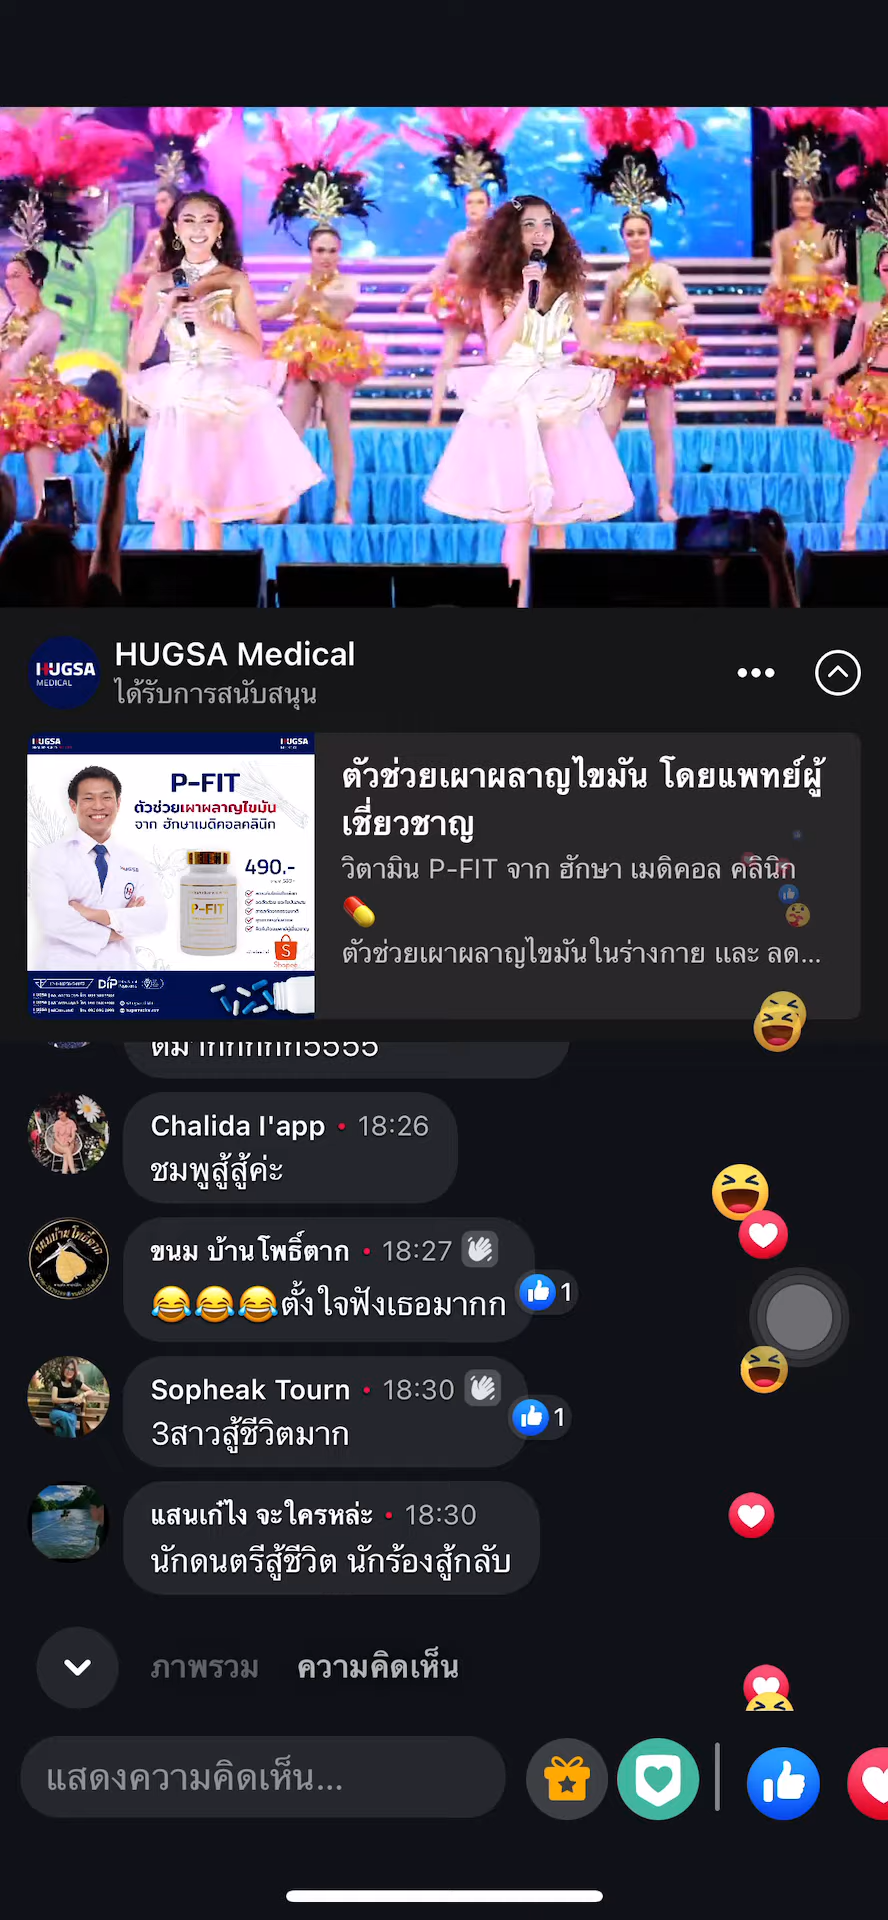 HUGSA Medical
ได้รับการสนับสนุน
HUGSA
MEDICAL
HUGSA
HUGSA
P-FIT
ตัวช่วยเผาผลาญไขมัน
จาก ฮักษาเมดิคอลคลินิก
490.-
P-FIT
Shopee
DiP
ตัวช่วยเผาผลาญไขมัน โดยแพทย์ผู้
เชี่ยวชาญ
วิตามิน P-FIT จาก ฮักษา เมดิคอล คลินิก
💊
ตัวช่วยเผาผลาญไขมันในร่างกาย และ ลด...
Chalida I'app • 18:26
ชมพูสู้สู้ค่ะ
ขนม บ้านโพธิ์ตาก • 18:27
😂😂😂ตั้งใจฟังเธอมากก
1
Sopheak Tourn • 18:30
3สาวสู้ชีวิตมาก
1
แสนเก๋ไง จะใครหล่ะ • 18:30
นักดนตรีสู้ชีวิต นักร้องสู้กลับ
ภาพรวม ความคิดเห็น
แสดงความคิดเห็น...